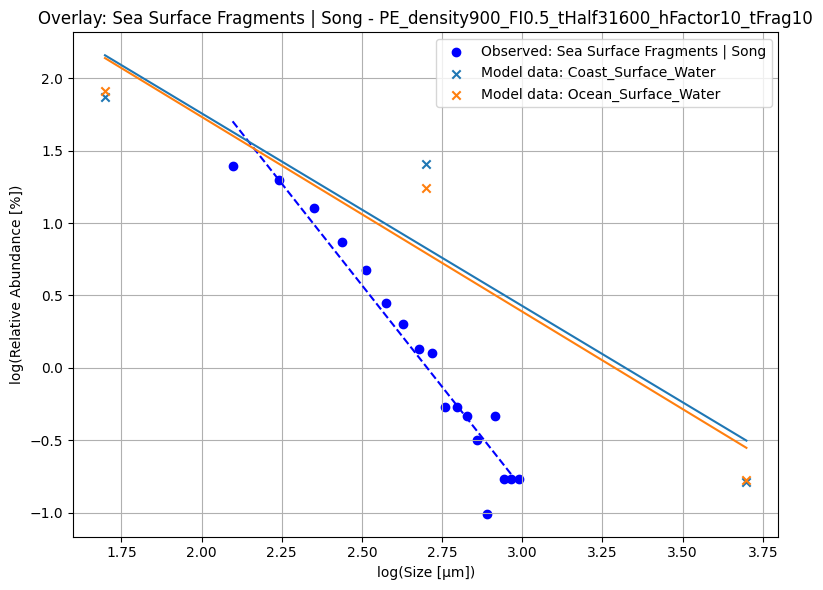 Overlay: Sea Surface Fragments | Song - PE_density900_FI0.5_tHalf31600_hFactor10_tFrag10
Observed: Sea Surface Fragments | Song
Model data: Coast_Surface_Water
Model data: Ocean_Surface_Water
log(Relative Abundance [%])
2.0
1.5
1.0
0.5
0.0
−0.5
−1.0
1.75 2.00 2.25 2.50 2.75 3.00 3.25 3.50 3.75
log(Size [μm])